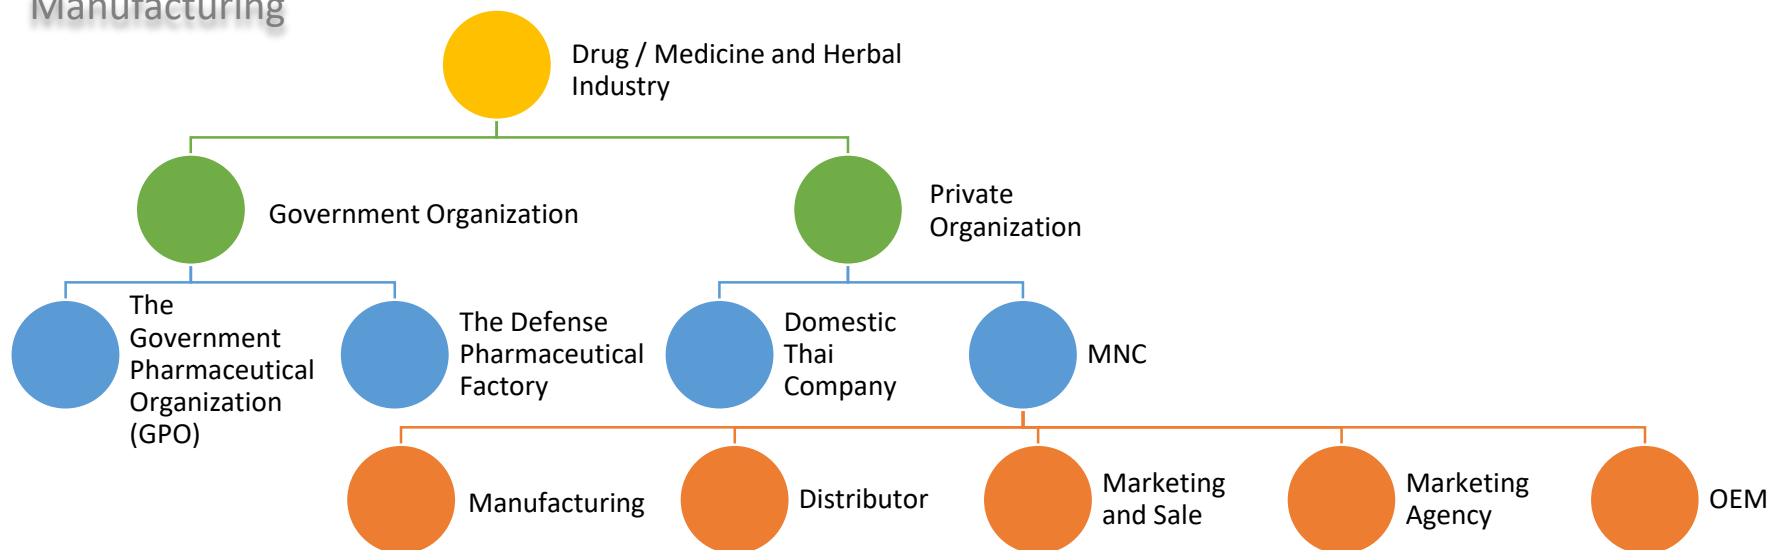 Manufacturing
Drug / Medicine and Herbal
Industry
Government Organization
Private
Organization
The
Government
Pharmaceutical
Organization
(GPO)
The Defense
Pharmaceutical
Factory
Domestic
Thai
Company
MNC
Manufacturing
Distributor
Marketing
and Sale
Marketing
Agency
OEM